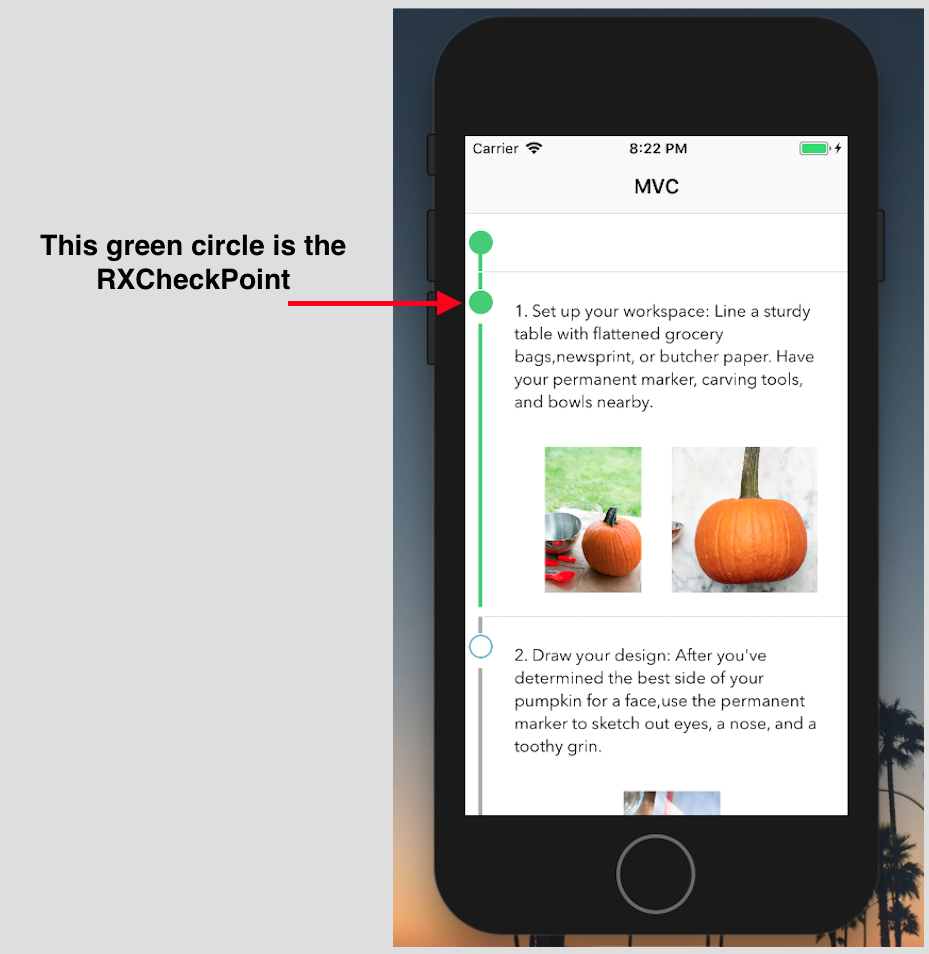 Carrier 8:22 PM
MVC
This green circle is the
RXCheckPoint
1. Set up your workspace: Line a sturdy
table with flattened grocery
bags,newsprint, or butcher paper. Have
your permanent marker, carving tools,
and bowls nearby.
2. Draw your design: After you've
determined the best side of your
pumpkin for a face,use the permanent
marker to sketch out eyes, a nose, and a
toothy grin.